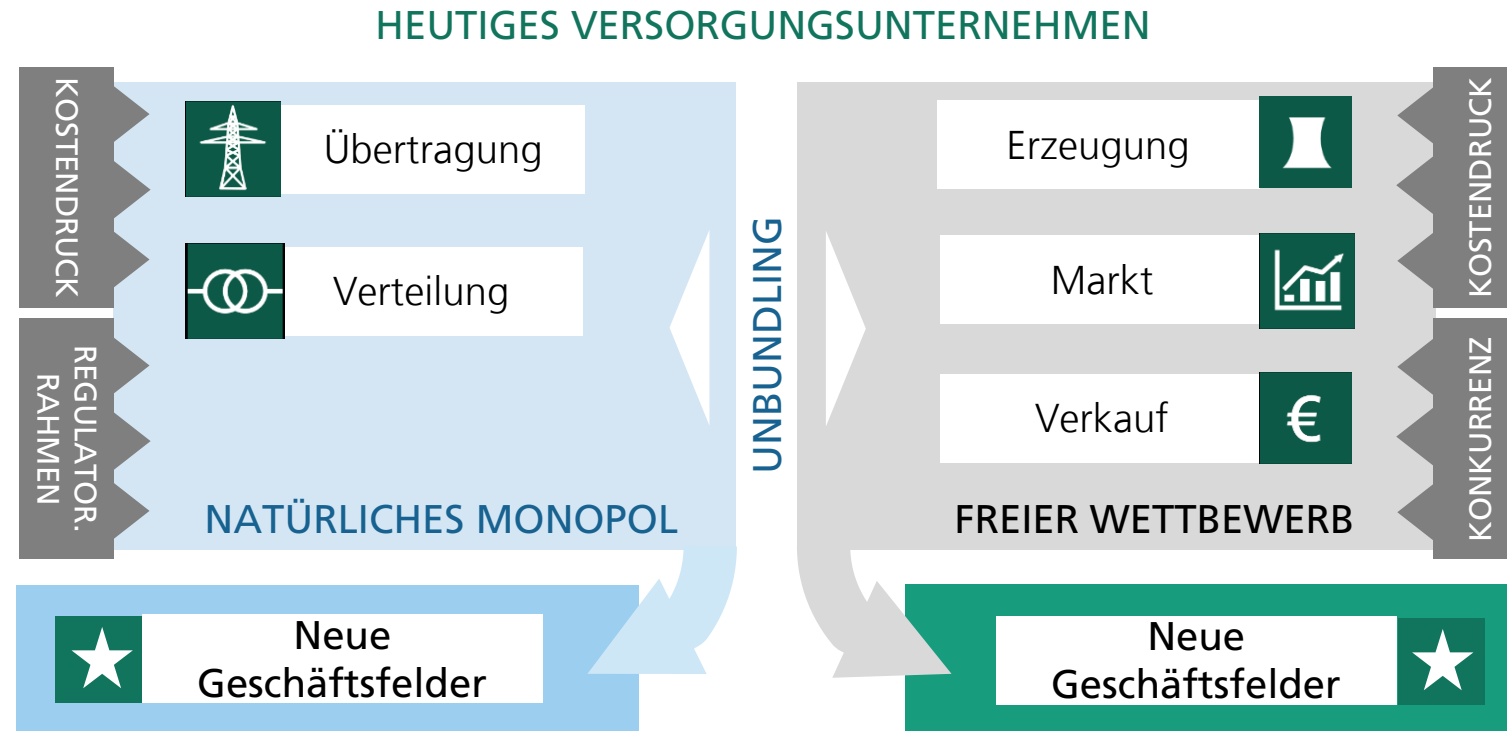 HEUTIGES VERSORGUNGSUNTERNEHMEN
KOSTENDRUCK
REGULATOR.
RAHMEN
Übertragung
Verteilung
NATÜRLICHES MONOPOL
UNBUNDLING
Erzeugung
Markt
Verkauf
€
FREIER WETTBEWERB
KOSTENDRUCK
KONKURRENZ
Neue
Geschäftsfelder
Neue
Geschäftsfelder